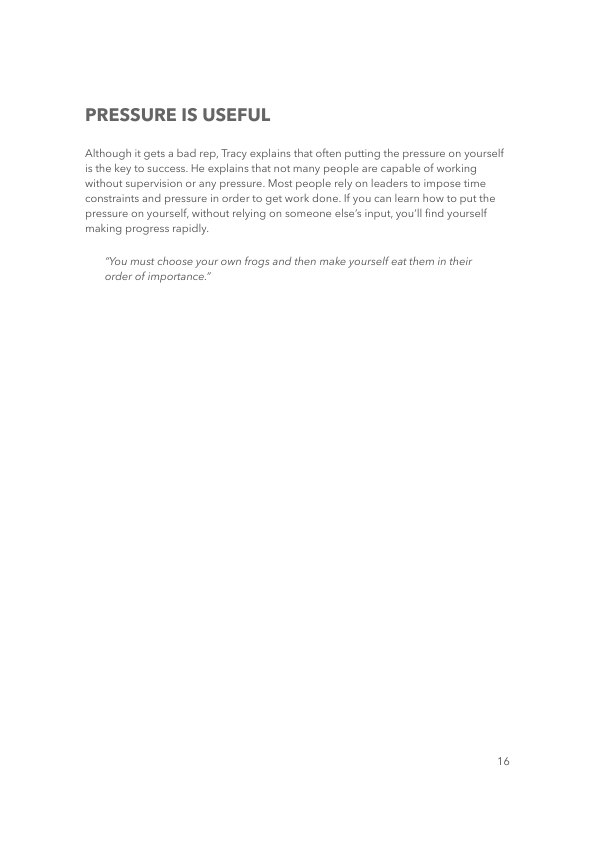 PRESSURE IS USEFUL
Although it gets a bad rep, Tracy explains that often putting the pressure on yourself
is the key to success. He explains that not many people are capable of working
without supervision or any pressure. Most people rely on leaders to impose time
constraints and pressure in order to get work done. If you can learn how to put the
pressure on yourself, without relying on someone else’s input, you’ll find yourself
making progress rapidly.
“You must choose your own frogs and then make yourself eat them in their
order of importance.”
16